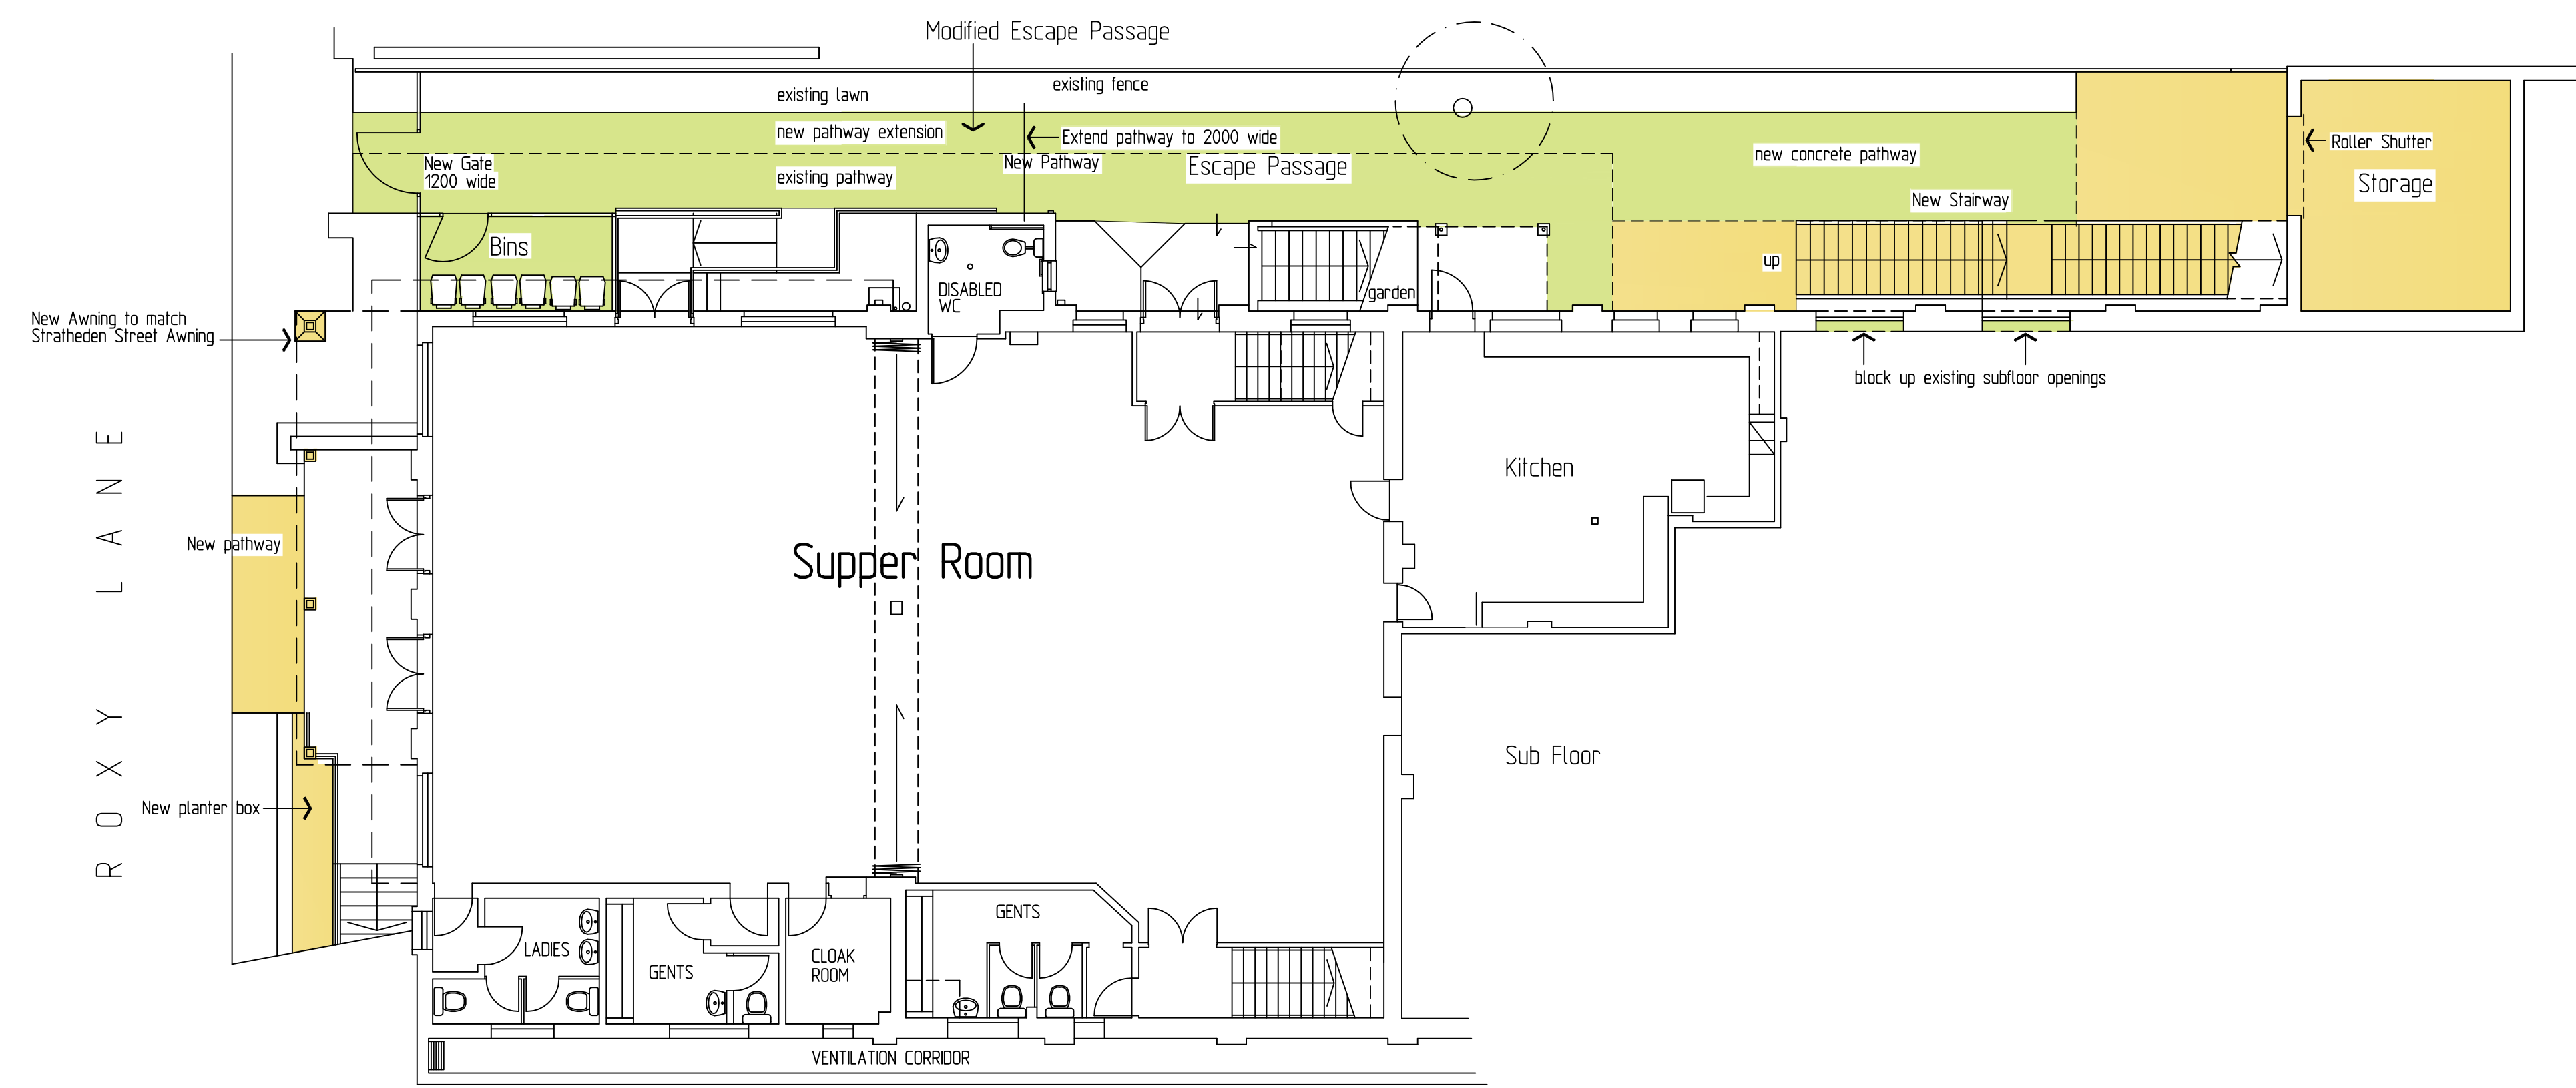 Modified Escape Passage
existing lawn
existing fence
new pathway extension
Extend pathway to 2000 wide
New Pathway
Escape Passage
new concrete pathway
Roller Shutter
Storage
New Gate
1200 wide
existing pathway
New Stairway
Bins
up
DISABLED
WC
garden
New Awning to match
Stratheden Street Awning
block up existing subfloor openings
ROXY LANE
Kitchen
New pathway
Supper Room
Sub Floor
New planter box
LADIES
GENTS
CLOAK
ROOM
GENTS
VENTILATION CORRIDOR